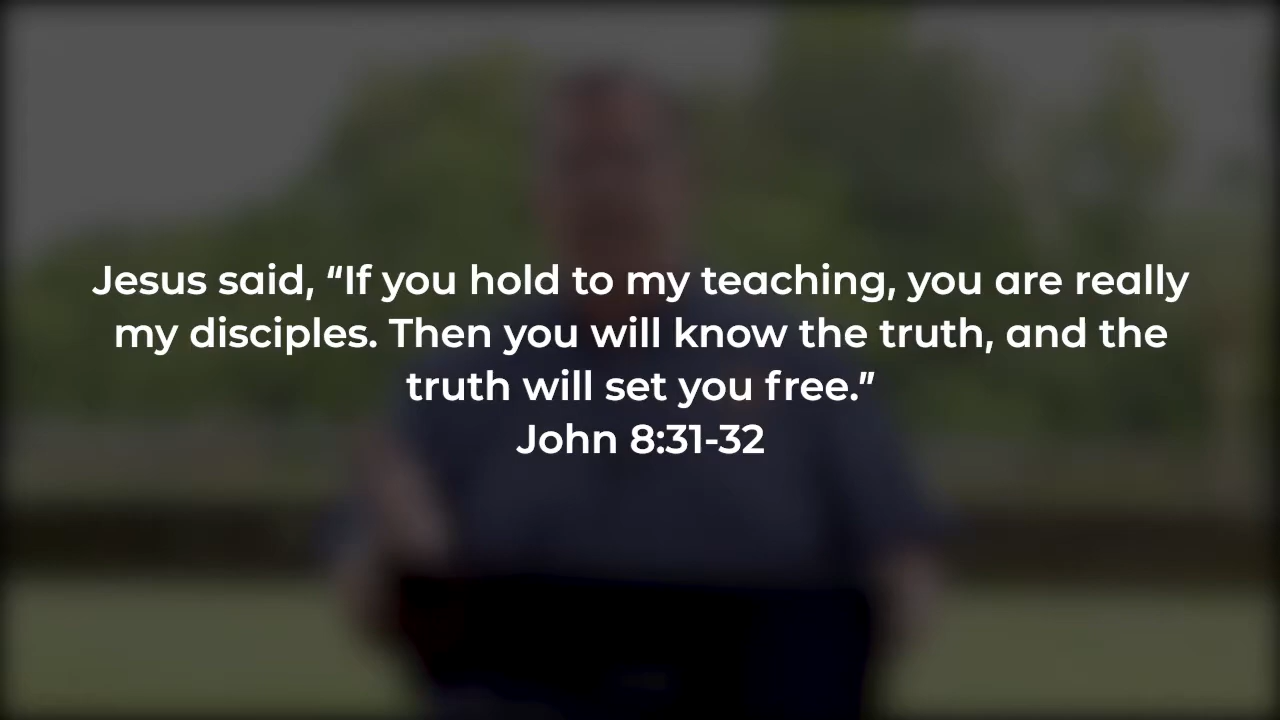 Jesus said, “If you hold to my teaching, you are really
my disciples. Then you will know the truth, and the
truth will set you free.”
John 8:31-32